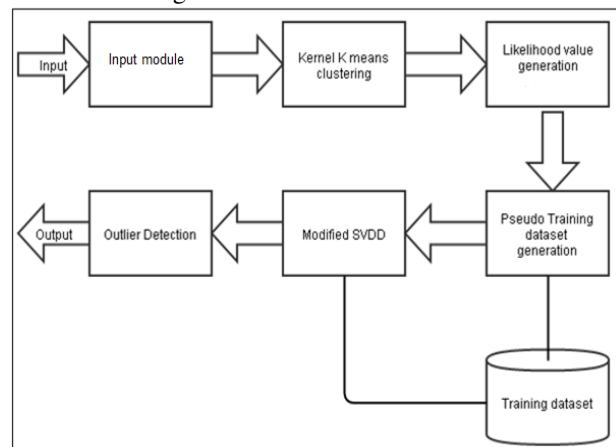 Input
Input module
Kernel K means
clustering
Likelihood value
generation
Output
Outlier Detection
Modified SVDD
Pseudo Training
dataset
generation
Training dataset